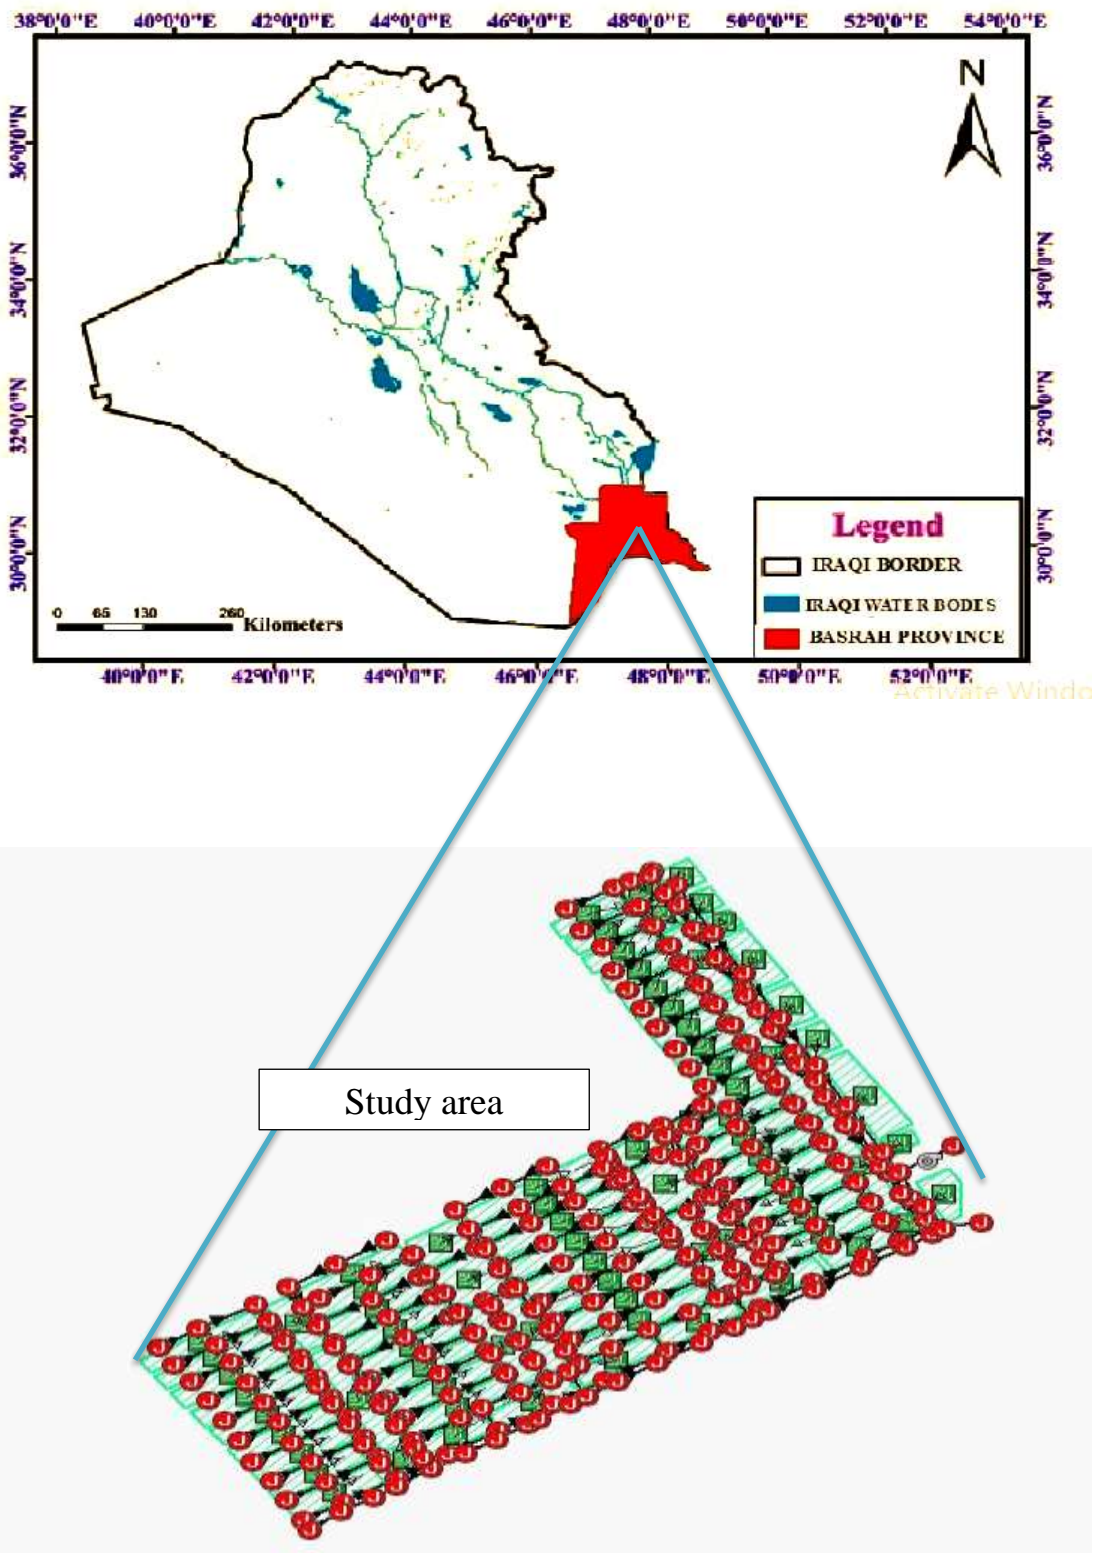 38°0'0"E 40°0'0"E 42°0'0"E 44°0'0"E 46°0'0"E 48°0'0"E 50°0'0"E 52°0'0"E 54°0'0"E
N
36°0'0"N
34°0'0"N
32°0'0"N
30°0'0"N
36°0'0"N
34°0'0"N
32°0'0"N
30°0'0"N
Legend
IRAQI BORDER
IRAQI WATER BODES
BASRAH PROVINCE
0 65 130 260
Kilometers
40°0'0"E 42°0'0"E 44°0'0"E 46°0'0"E 48°0'0"E 50°0'0"E 52°0'0"E
Activate Windo
Study area